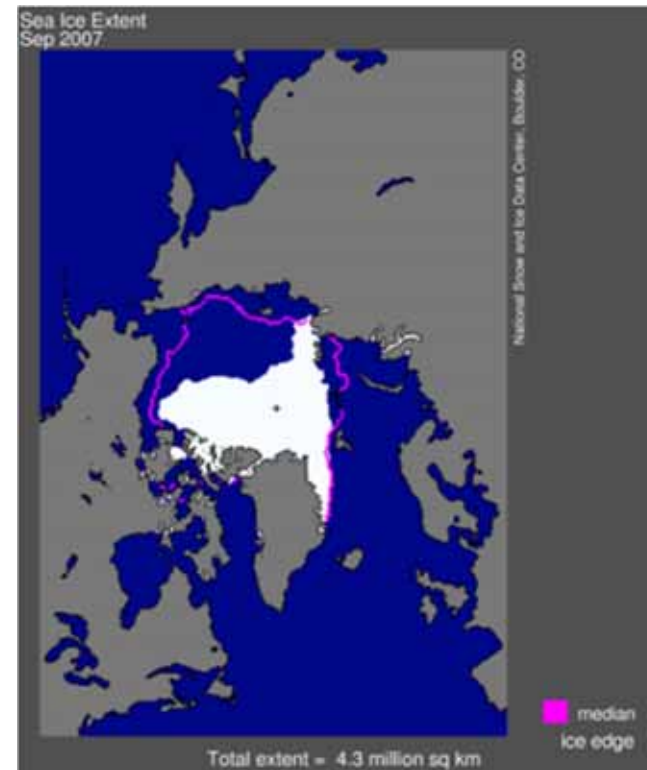 Sea Ice Extent
Sep 2007
National Snow and Ice Data Center, Boulder, CO
median
ice edge
Total extent = 4.3 million sq km